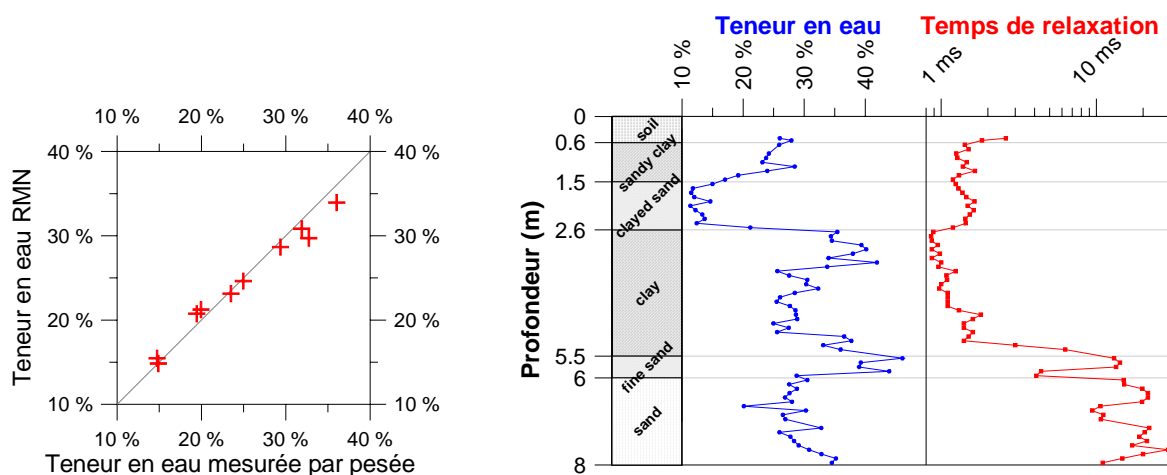 10 % 20 % 30 % 40 %
40 % 40 %
30 % 30 %
20 % 20 %
10 % 10 %
10 % 20 % 30 % 40 %
Teneur en eau RMN
Teneur en eau mesurée par pesée
Teneur en eau
Temps de relaxation
10 % 20 % 30 % 40 %
1 ms 10 ms
Profondeur (m)
0
0.6
1.5
2.6
5.5
6
8
soil
sandy clay
clayed sand
clay
fine sand
sand